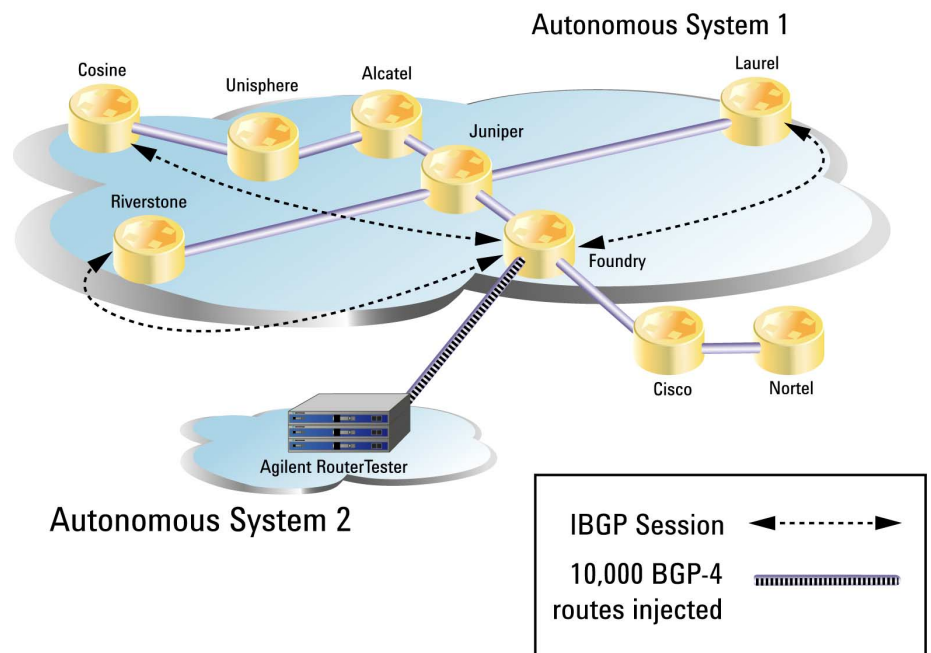 Autonomous System 1
Cosine
Unisphere
Alcatel
Laurel
Juniper
Riverstone
Foundry
Cisco
Nortel
Agilent RouterTester
Autonomous System 2
IBGP Session
10,000 BGP-4
routes injected